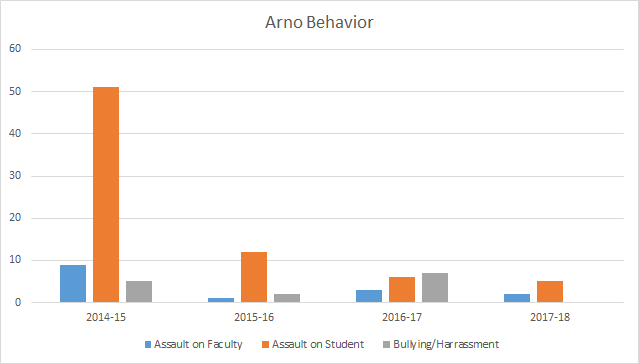 Arno Behavior
60
50
40
30
20
10
0
2014-15 2015-16 2016-17 2017-18
Assault on Faculty Assault on Student Bullying/Harrassment